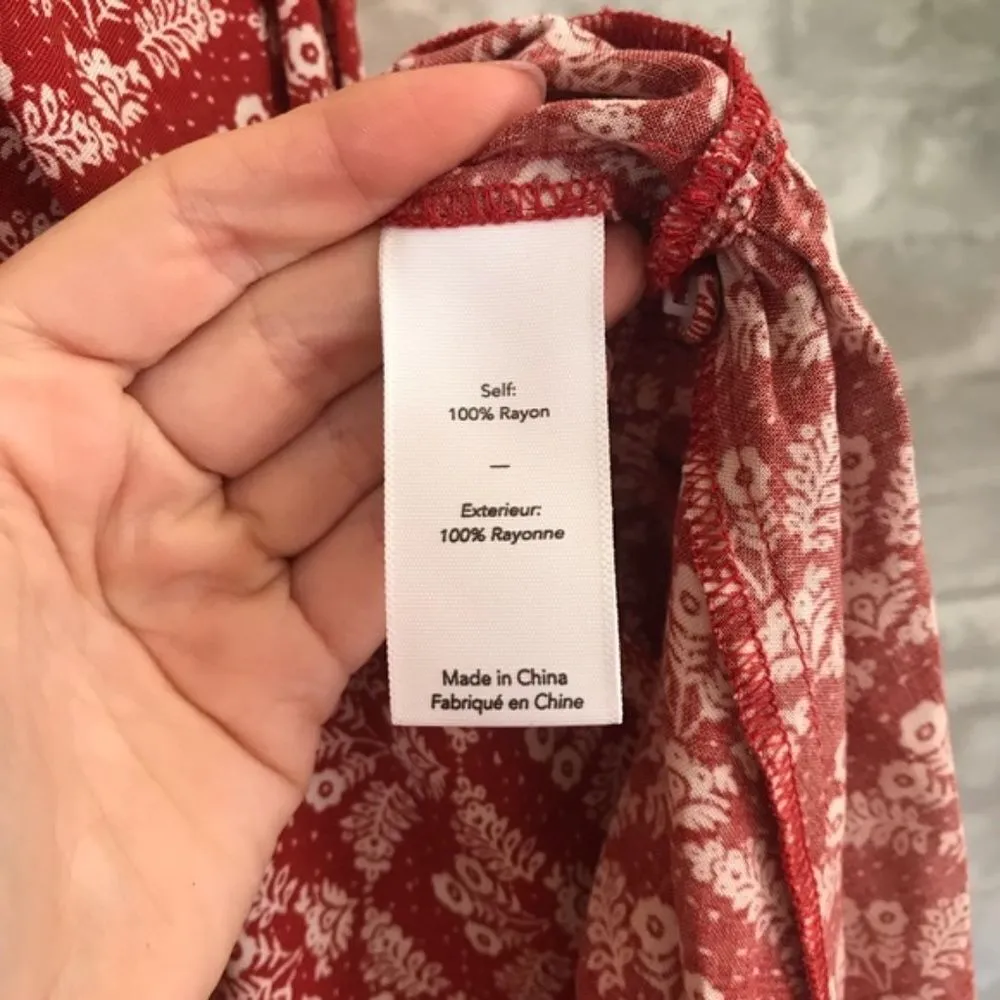 Self:
100% Rayon
—
Exterieur:
100% Rayonne
Made in China
Fabriqué en Chine